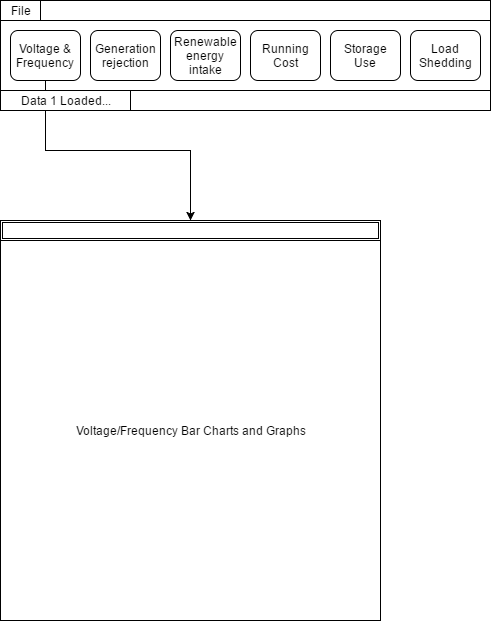 File
Voltage &
Frequency
Generation
rejection
Renewable
energy
intake
Running
Cost
Storage
Use
Load
Shedding
Data 1 Loaded...
Voltage/Frequency Bar Charts and Graphs